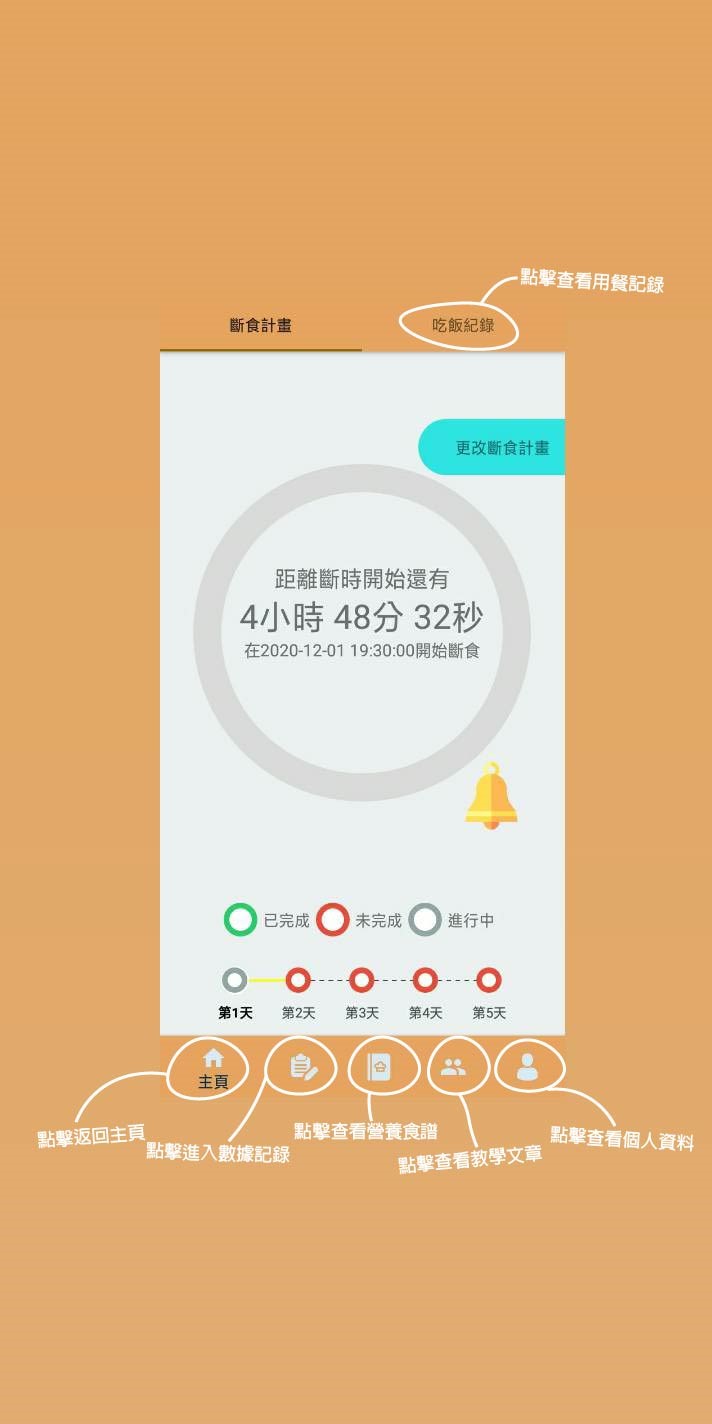 點擊查看用餐記錄
斷食計畫
吃飯紀錄
更改斷食計畫
距離斷時開始還有
4小時 48分 32秒
在2020-12-01 19:30:00開始斷食
已完成
未完成
進行中
第1天
第2天
第3天
第4天
第5天
主頁
點擊返回主頁
點擊進入數據記錄
點擊查看營養食譜
點擊查看教學文章
點擊查看個人資料